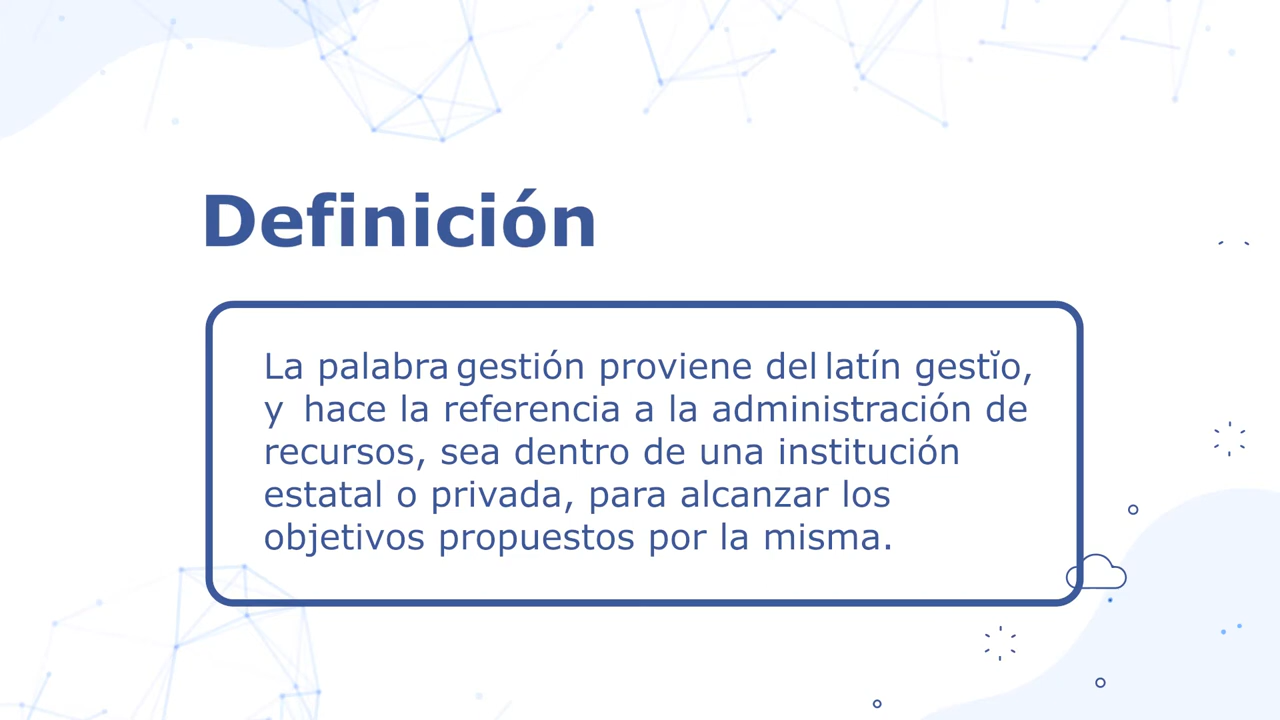 Definición
La palabra gestión proviene del latín gestĭo,
y hace la referencia a la administración de
recursos, sea dentro de una institución
estatal o privada, para alcanzar los
objetivos propuestos por la misma.